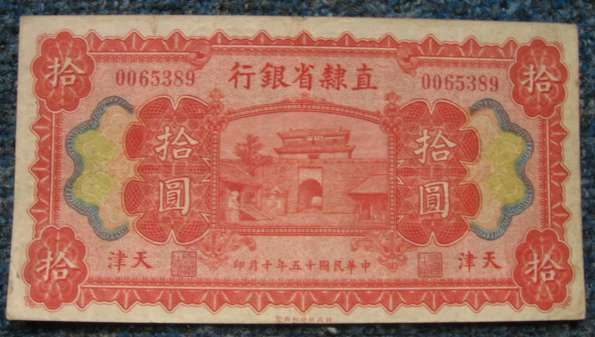 拾 拾
0065389 直隸省銀行 0065389
拾圓 拾圓
天津 天津
中華民國十五年十月印
拾 拾